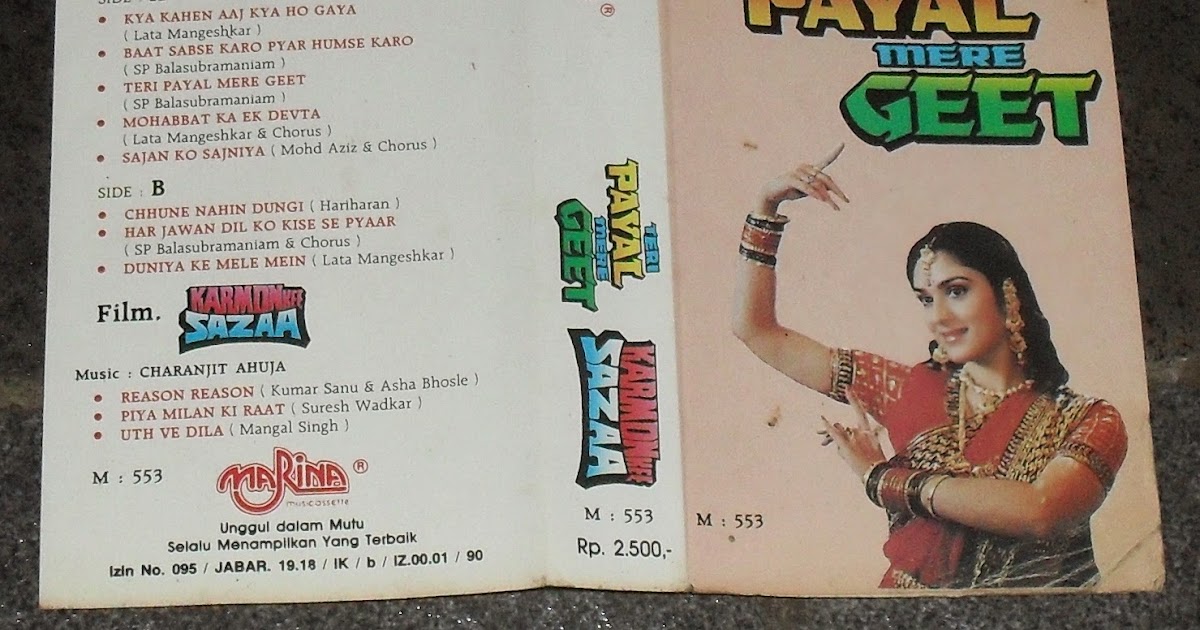 KYA KAHEN AAJ KYA HO GAYA
( Lata Mangeshkar )
BAAT SABSE KARO PYAR HUMSE KARO
( SP Balasubramaniam )
TERI PAYAL MERE GEET
( SP Balasubramaniam )
MOHABBAT KA EK DEVTA
( Lata Mangeshkar & Chorus )
SAJAN KO SAJNIYA ( Mohd Aziz & Chorus )
SIDE : B
CHHUNE NAHIN DUNGI ( Hariharan )
HAR JAWAN DIL KO KISE SE PYAAR
( SP Balasubramaniam & Chorus )
DUNIYA KE MELE MEIN ( Lata Mangeshkar )
Film. KARMON KEE
SAZAA
Music : CHARANJIT AHUJA
REASON REASON ( Kumar Sanu & Asha Bhosle )
PIYA MILAN KI RAAT ( Suresh Wadkar )
UTH VE DILA ( Mangal Singh )
M : 553
MARINA ®
musicassette
Unggul dalam Mutu
Selalu Menampilkan Yang Terbaik
Izin No. 095 / JABAR. 19.18 / IK / b / IZ.00.01 / 90
®
TERI
PAYAL
MERE
GEET
KARMON KEE
SAZAA
M : 553
Rp. 2.500,-
PAYAL
MERE
GEET
M : 553